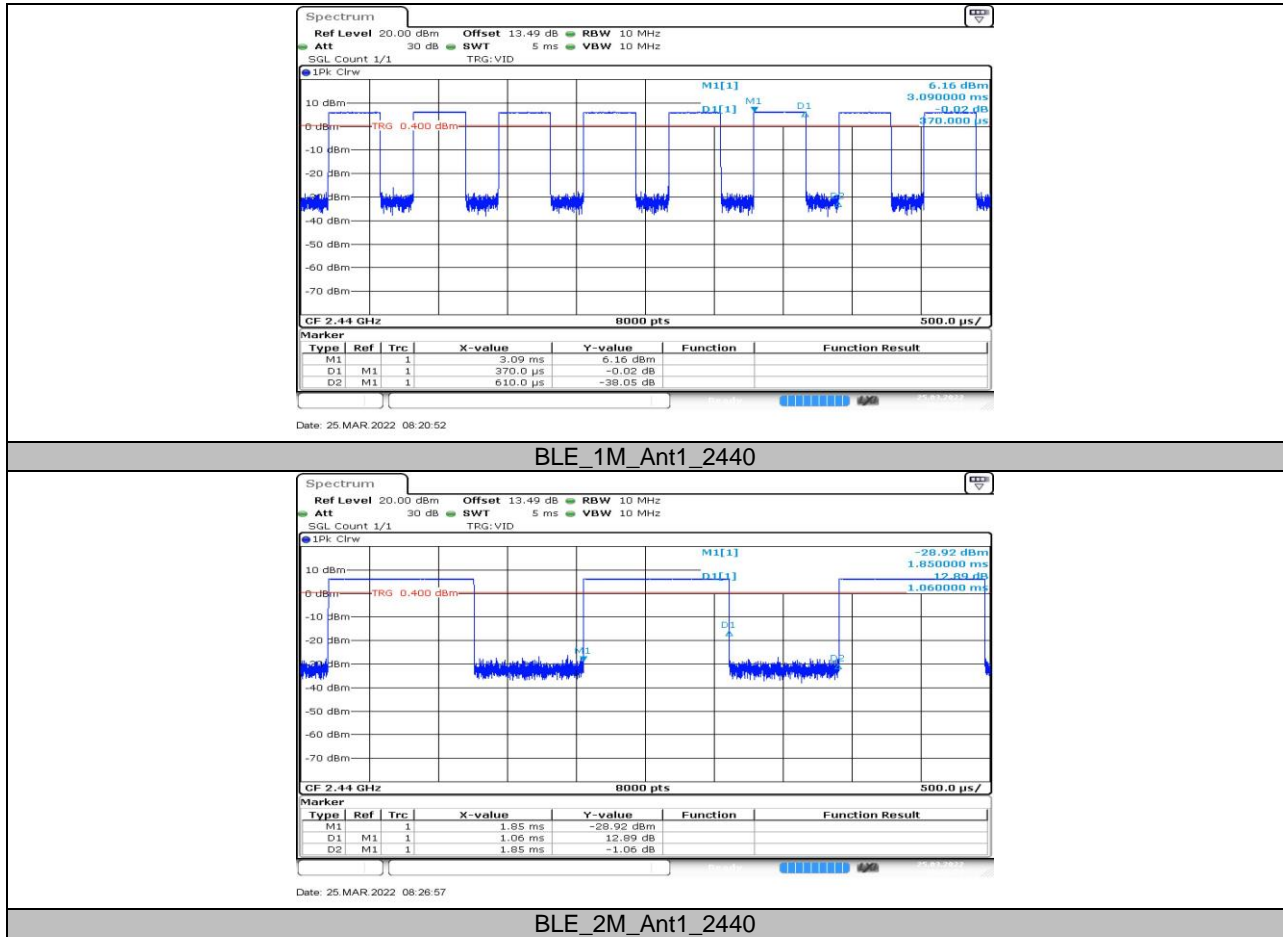 Spectrum
Ref Level 20.00 dBm Offset 13.49 dB RBW 10 MHz
Att 30 dB SWT 5 ms VBW 10 MHz
SGL Count 1/1 TRG: VID
1Pk Clrw
M1[1] 6.16 dBm
3.090000 ms
10 dBm M1 D1
D1[1] -0.02 dB
370.000 µs
0 dBm TRG 0.400 dBm
-10 dBm
-20 dBm
-30 dBm D2
-40 dBm
-50 dBm
-60 dBm
-70 dBm
CF 2.44 GHz 8000 pts 500.0 µs/
Marker
Type Ref Trc X-value Y-value Function Function Result
M1 1 3.09 ms 6.16 dBm
D1 M1 1 370.0 µs -0.02 dB
D2 M1 1 610.0 µs -38.05 dB
Date: 25.MAR.2022 08:20:52
BLE_1M_Ant1_2440
Spectrum
Ref Level 20.00 dBm Offset 13.49 dB RBW 10 MHz
Att 30 dB SWT 5 ms VBW 10 MHz
SGL Count 1/1 TRG: VID
1Pk Clrw
M1[1] -28.92 dBm
1.850000 ms
10 dBm
D1[1] 12.89 dB
1.060000 ms
0 dBm TRG 0.400 dBm
-10 dBm
D1
-20 dBm
M1
-30 dBm D2
-40 dBm
-50 dBm
-60 dBm
-70 dBm
CF 2.44 GHz 8000 pts 500.0 µs/
Marker
Type Ref Trc X-value Y-value Function Function Result
M1 1 1.85 ms -28.92 dBm
D1 M1 1 1.06 ms 12.89 dB
D2 M1 1 1.85 ms -1.06 dB
Date: 25.MAR.2022 08:26:57
BLE_2M_Ant1_2440